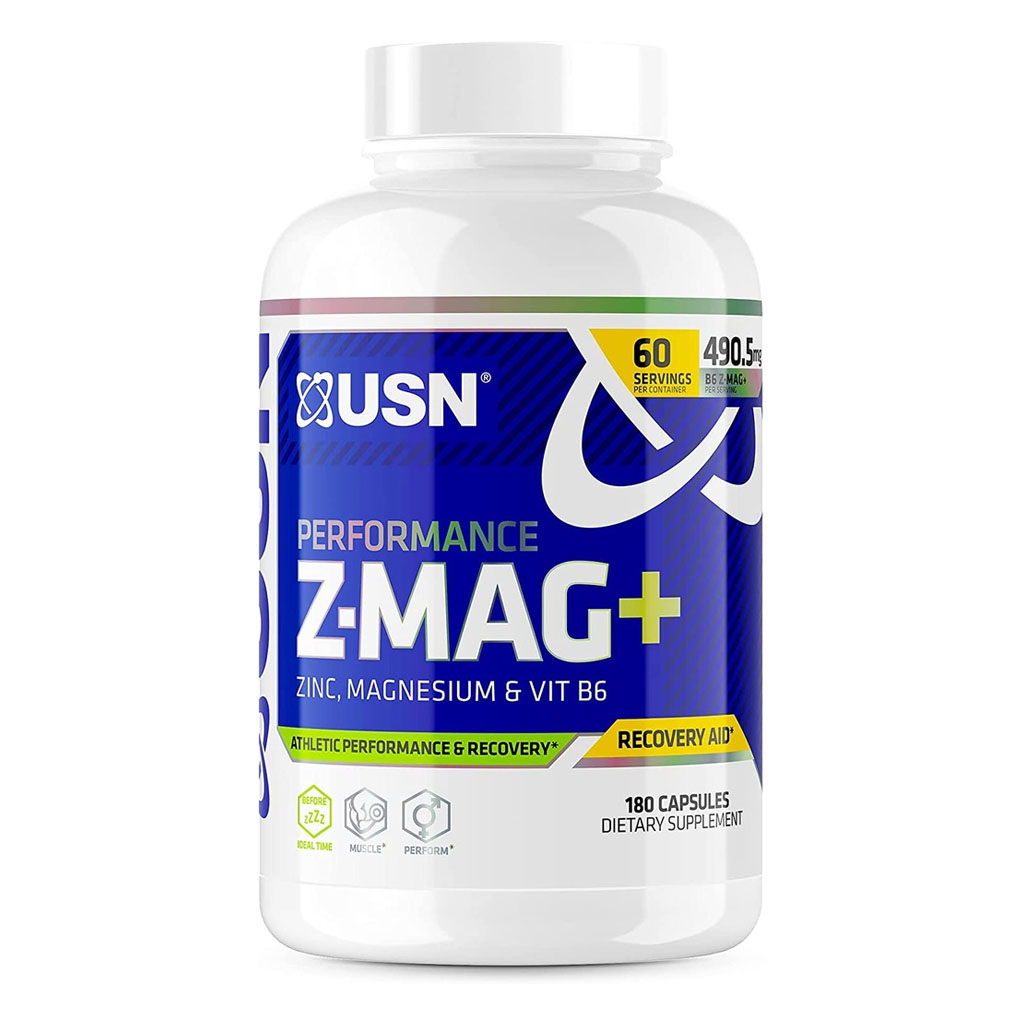 USN®
60
SERVINGS
PER CONTAINER
490.5mg
B6 Z-MAG+
PER SERVING
PERFORMANCE
Z·MAG+
ZINC, MAGNESIUM & VIT B6
ATHLETIC PERFORMANCE & RECOVERY*
RECOVERY AID*
BEFORE
zZZz
IDEAL TIME
MUSCLE*
PERFORM*
180 CAPSULES
DIETARY SUPPLEMENT